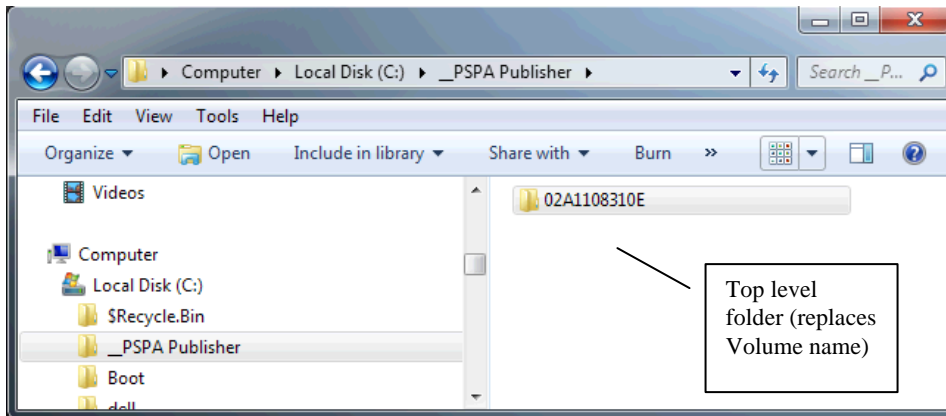 Computer ▸ Local Disk (C:) ▸ __PSPA Publisher ▸
Search __P...
File Edit View Tools Help
Organize Open Include in library Share with Burn »
Videos
02A1108310E
Computer
Local Disk (C:)
$Recycle.Bin
__PSPA Publisher
Boot
dell
Top level
folder (replaces
Volume name)